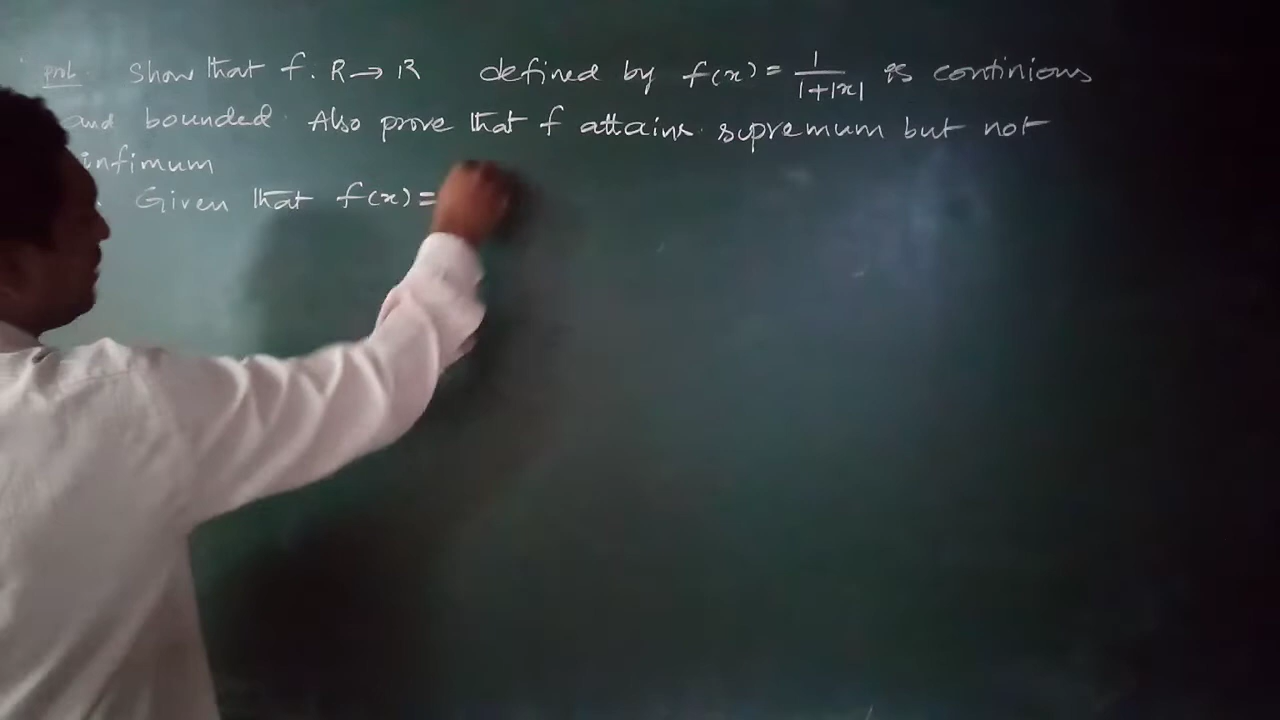 prob. Show that f. R→ R defined by f(x) = 1/1+|x| is continious
and bounded. Also prove that f attains supremum but not
infimum
Given that f(x) =